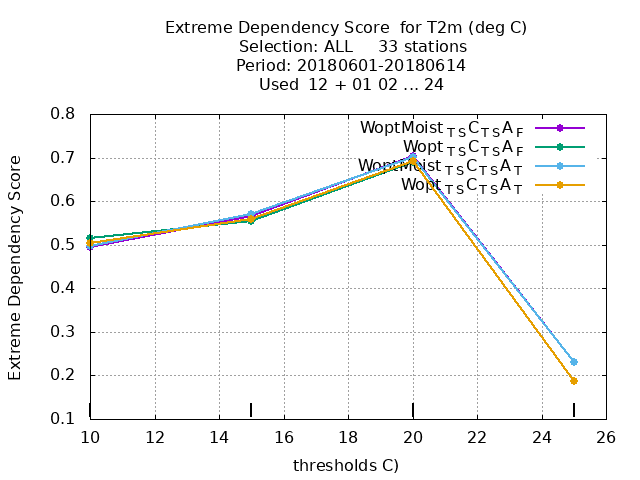 Extreme Dependency Score for T2m (deg C)
Selection: ALL 33 stations
Period: 20180601-20180614
Used 12 + 01 02 ... 24
Extreme Dependency Score
0.8
0.7
0.6
0.5
0.4
0.3
0.2
0.1
WoptMoist TS C TS A F
Wopt TS C TS A F
WoptMoist TS C TS A T
Wopt TS C TS A T
10 12 14 16 18 20 22 24 26
thresholds C)